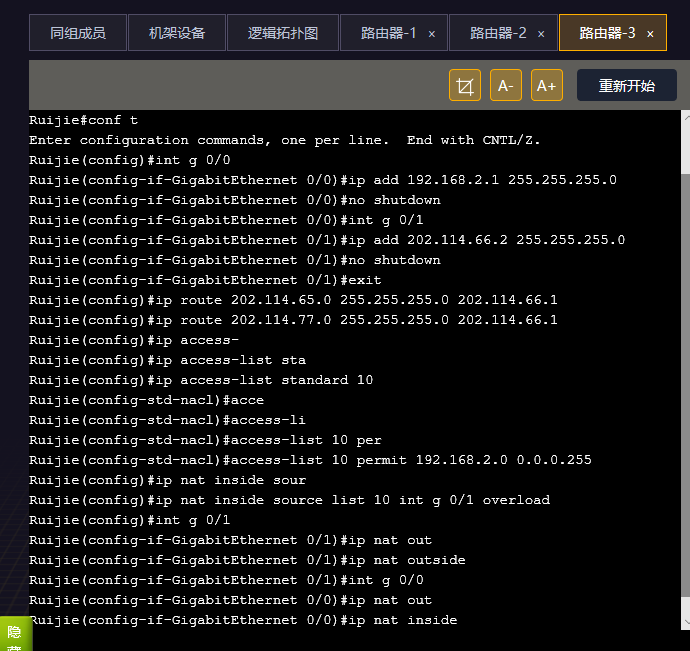 同组成员
机架设备
逻辑拓扑图
路由器-1 ×
路由器-2 ×
路由器-3 ×
A-
A+
重新开始
Ruijie#conf t
Enter configuration commands, one per line.  End with CNTL/Z.
Ruijie(config)#int g 0/0
Ruijie(config-if-GigabitEthernet 0/0)#ip add 192.168.2.1 255.255.255.0
Ruijie(config-if-GigabitEthernet 0/0)#no shutdown
Ruijie(config-if-GigabitEthernet 0/0)#int g 0/1
Ruijie(config-if-GigabitEthernet 0/1)#ip add 202.114.66.2 255.255.255.0
Ruijie(config-if-GigabitEthernet 0/1)#no shutdown
Ruijie(config-if-GigabitEthernet 0/1)#exit
Ruijie(config)#ip route 202.114.65.0 255.255.255.0 202.114.66.1
Ruijie(config)#ip route 202.114.77.0 255.255.255.0 202.114.66.1
Ruijie(config)#ip access-
Ruijie(config)#ip access-list sta
Ruijie(config)#ip access-list standard 10
Ruijie(config-std-nacl)#acce
Ruijie(config-std-nacl)#access-li
Ruijie(config-std-nacl)#access-list 10 per
Ruijie(config-std-nacl)#access-list 10 permit 192.168.2.0 0.0.0.255
Ruijie(config)#ip nat inside sour
Ruijie(config)#ip nat inside source list 10 int g 0/1 overload
Ruijie(config)#int g 0/1
Ruijie(config-if-GigabitEthernet 0/1)#ip nat out
Ruijie(config-if-GigabitEthernet 0/1)#ip nat outside
Ruijie(config-if-GigabitEthernet 0/1)#int g 0/0
Ruijie(config-if-GigabitEthernet 0/0)#ip nat out
Ruijie(config-if-GigabitEthernet 0/0)#ip nat inside
隐
藏